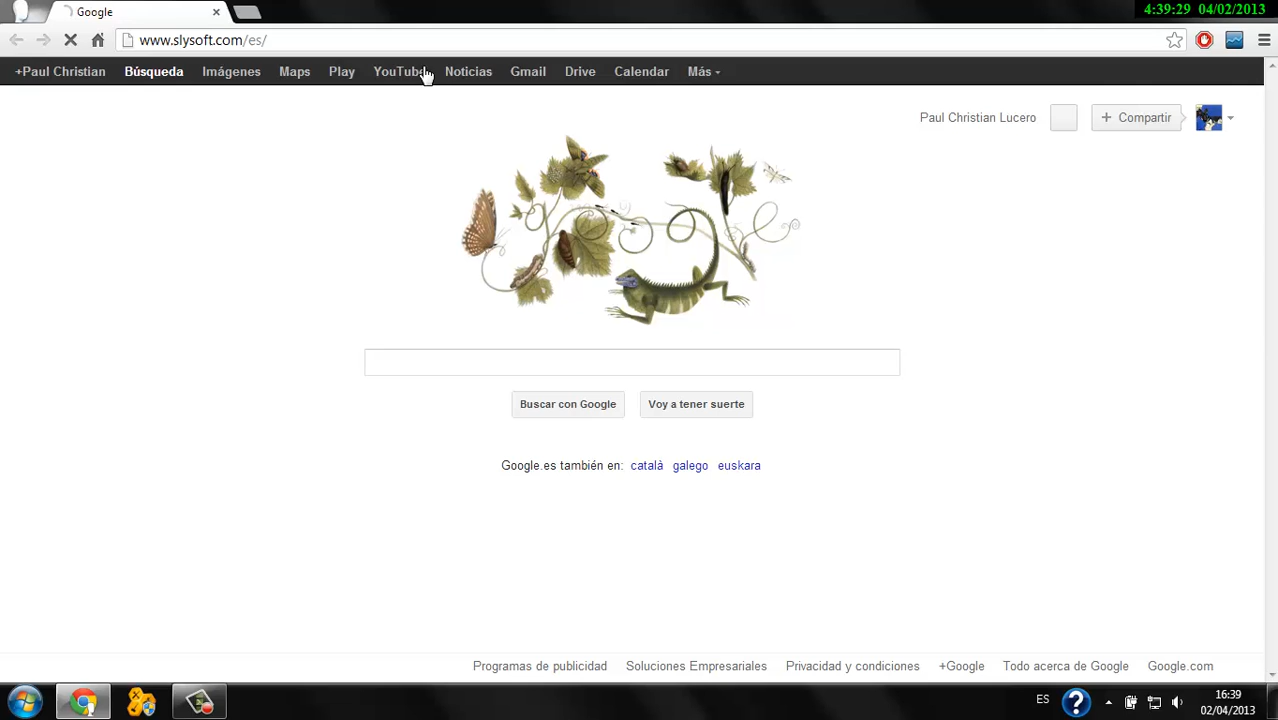 4:39:29 04/02/2013
Google
www.slysoft.com/es/
+Paul Christian Búsqueda Imágenes Maps Play YouTube Noticias Gmail Drive Calendar Más
Paul Christian Lucero + Compartir
Buscar con Google Voy a tener suerte
Google.es también en: català galego euskara
Programas de publicidad Soluciones Empresariales Privacidad y condiciones +Google Todo acerca de Google Google.com
ES
16:39
02/04/2013